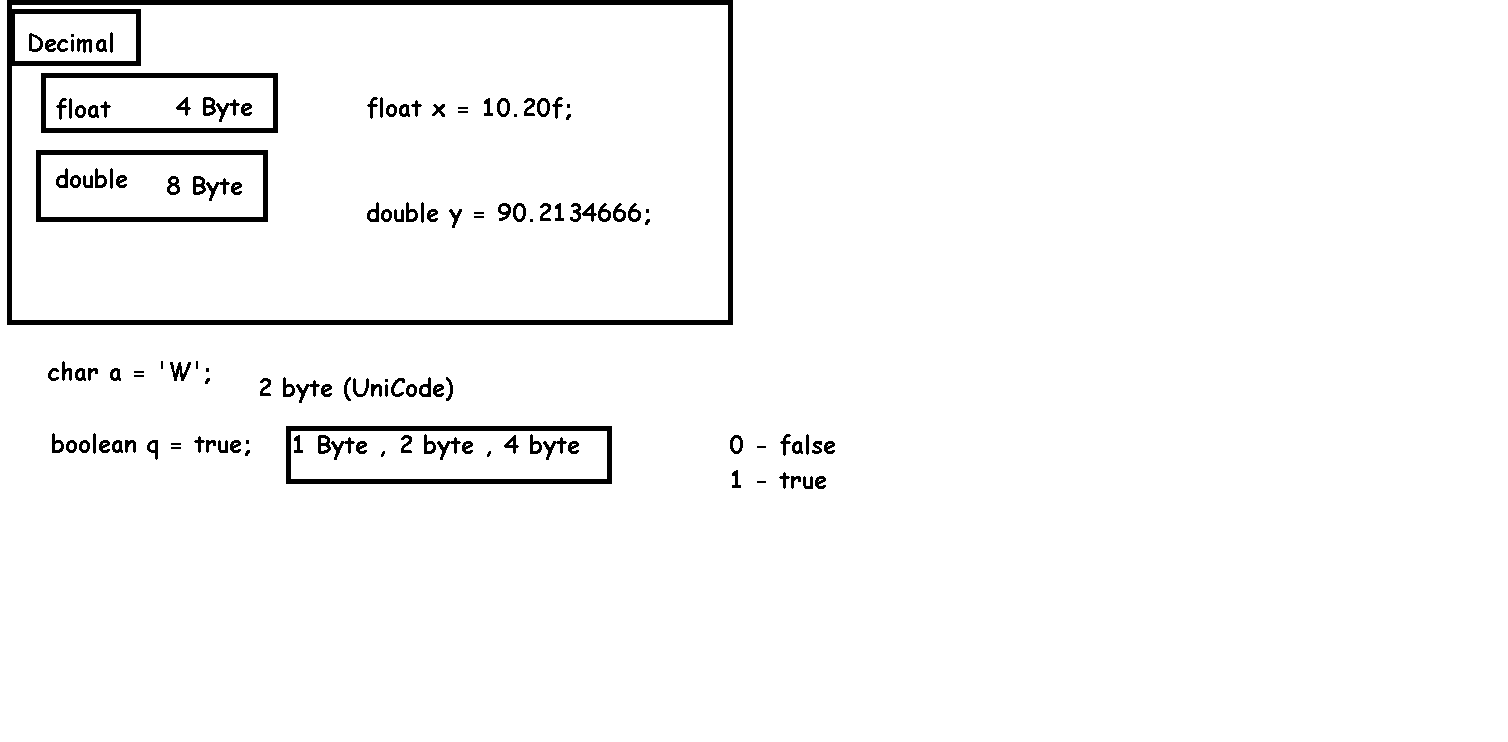 Decimal
float 4 Byte float x = 10.20f;
double 8 Byte
double y = 90.2134666;
char a = 'W';
2 byte (UniCode)
boolean q = true; 1 Byte , 2 byte , 4 byte 0 - false
1 - true